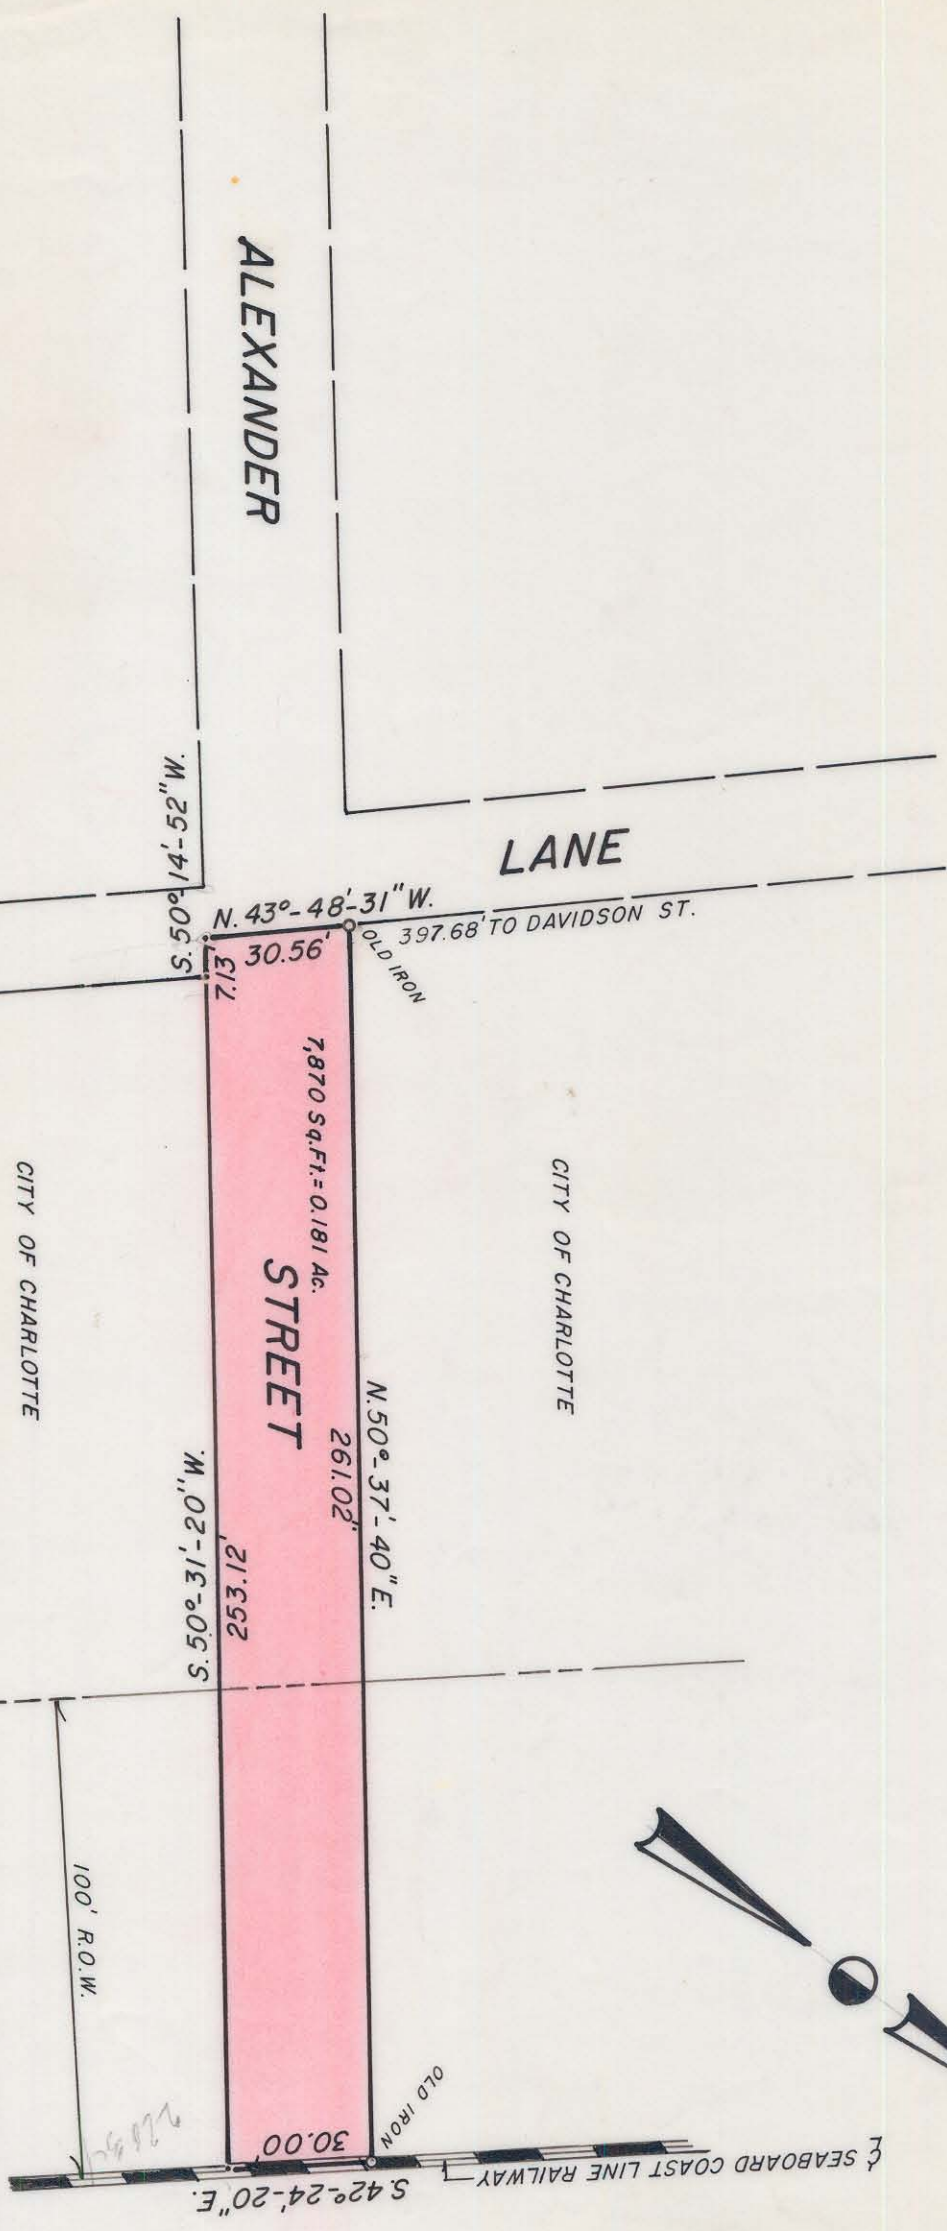 ALEXANDER
LANE
S. 50°-14'-52" W.
N. 43°-48'-31" W.
30.56'
7.13'
397.68' TO DAVIDSON ST.
OLD IRON
7,870 Sq.Ft.= 0.181 Ac.
STREET
CITY OF CHARLOTTE
CITY OF CHARLOTTE
N.50°-37'-40"E.
261.02"
S.50°-31'-20"W.
253.12'
100' R.O.W.
OLD IRON
30.00'
S.42°-24'-20"E.
℄ SEABOARD COAST LINE RAILWAY